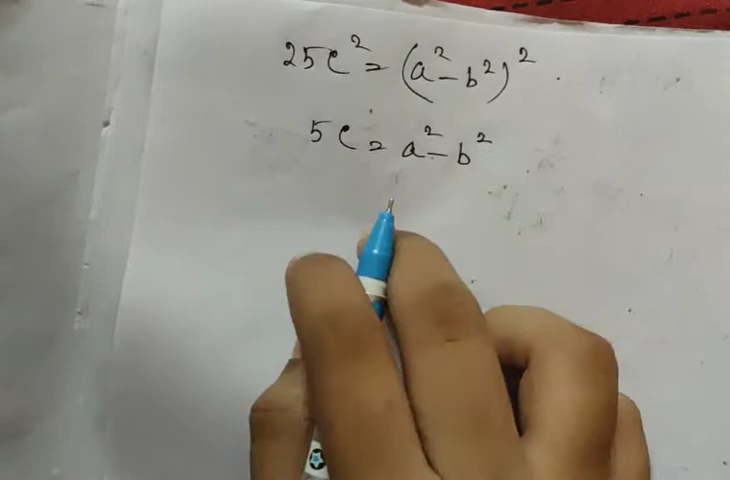 25c² = (a² - b²)²
5c = a² - b²